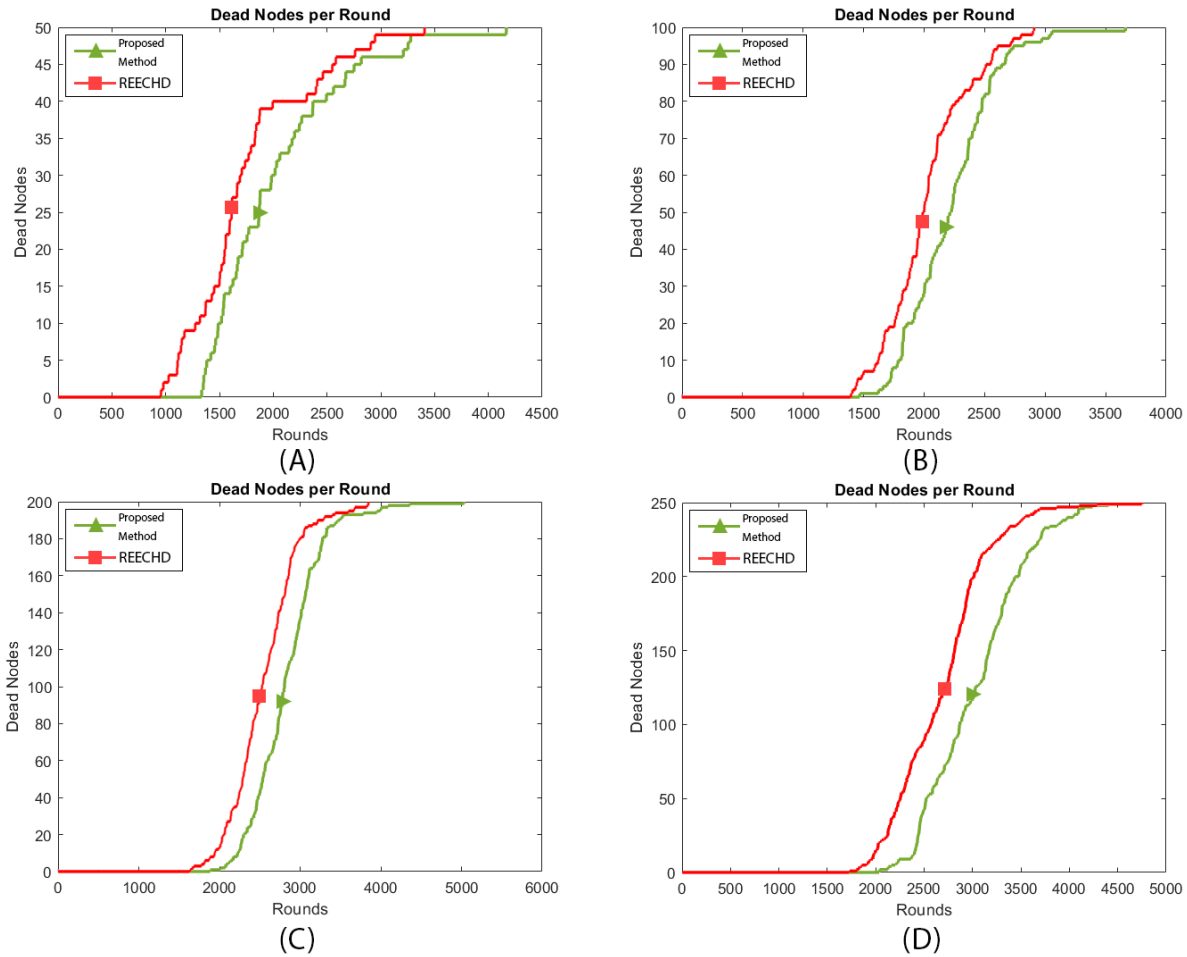 Dead Nodes per Round
50
45
40
35
30
25
20
15
10
5
0
Dead Nodes
Proposed
Method
REECHD
0 500 1000 1500 2000 2500 3000 3500 4000 4500
Rounds
(A)
Dead Nodes per Round
100
90
80
70
60
50
40
30
20
10
0
Dead Nodes
Proposed
Method
REECHD
0 500 1000 1500 2000 2500 3000 3500 4000
Rounds
(B)
Dead Nodes per Round
200
180
160
140
120
100
80
60
40
20
0
Dead Nodes
Proposed
Method
REECHD
0 1000 2000 3000 4000 5000 6000
Rounds
(C)
Dead Nodes per Round
250
200
150
100
50
0
Dead Nodes
Proposed
Method
REECHD
0 500 1000 1500 2000 2500 3000 3500 4000 4500 5000
Rounds
(D)